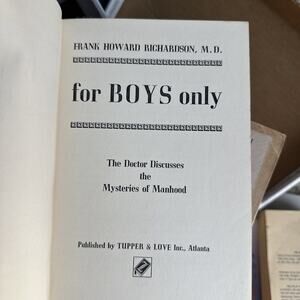 FRANK HOWARD RICHARDSON, M.D.
for BOYS only
The Doctor Discusses
the
Mysteries of Manhood
Published by TUPPER & LOVE Inc., Atlanta